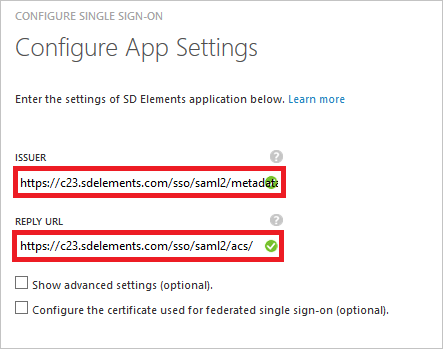 CONFIGURE SINGLE SIGN-ON
Configure App Settings
Enter the settings of SD Elements application below. Learn more
ISSUER
https://c23.sdelements.com/sso/saml2/metadata
REPLY URL
https://c23.sdelements.com/sso/saml2/acs/
Show advanced settings (optional).
Configure the certificate used for federated single sign-on (optional).